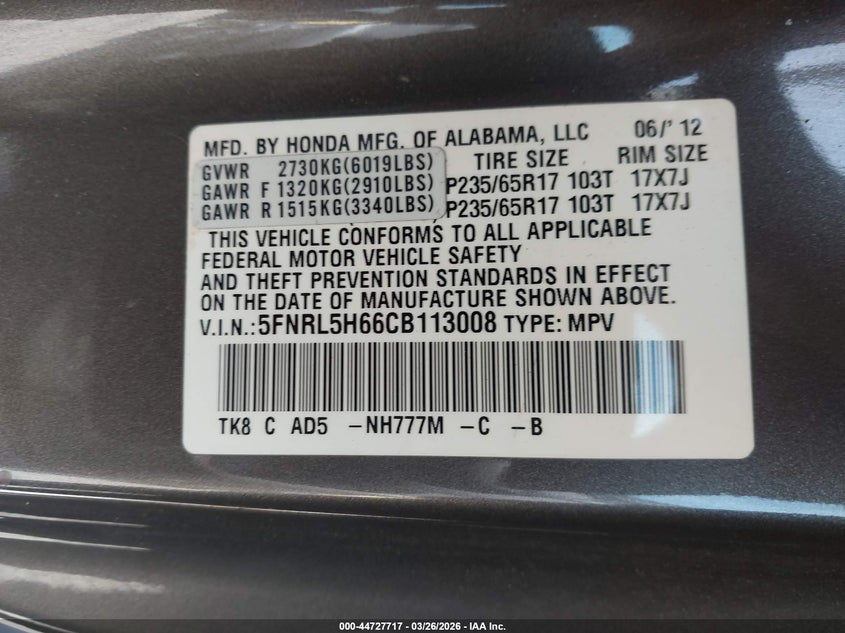 MFD. BY HONDA MFG. OF ALABAMA, LLC 06/' 12
GVWR 2730KG(6019LBS) TIRE SIZE RIM SIZE
GAWR F 1320KG(2910LBS) P235/65R17 103T 17X7J
GAWR R 1515KG(3340LBS) P235/65R17 103T 17X7J
THIS VEHICLE CONFORMS TO ALL APPLICABLE
FEDERAL MOTOR VEHICLE SAFETY
AND THEFT PREVENTION STANDARDS IN EFFECT
ON THE DATE OF MANUFACTURE SHOWN ABOVE.
V.I.N.:5FNRL5H66CB113008 TYPE: MPV
TK8 C AD5 -NH777M -C -B
000-44727717 - 03/26/2026 - IAA Inc.